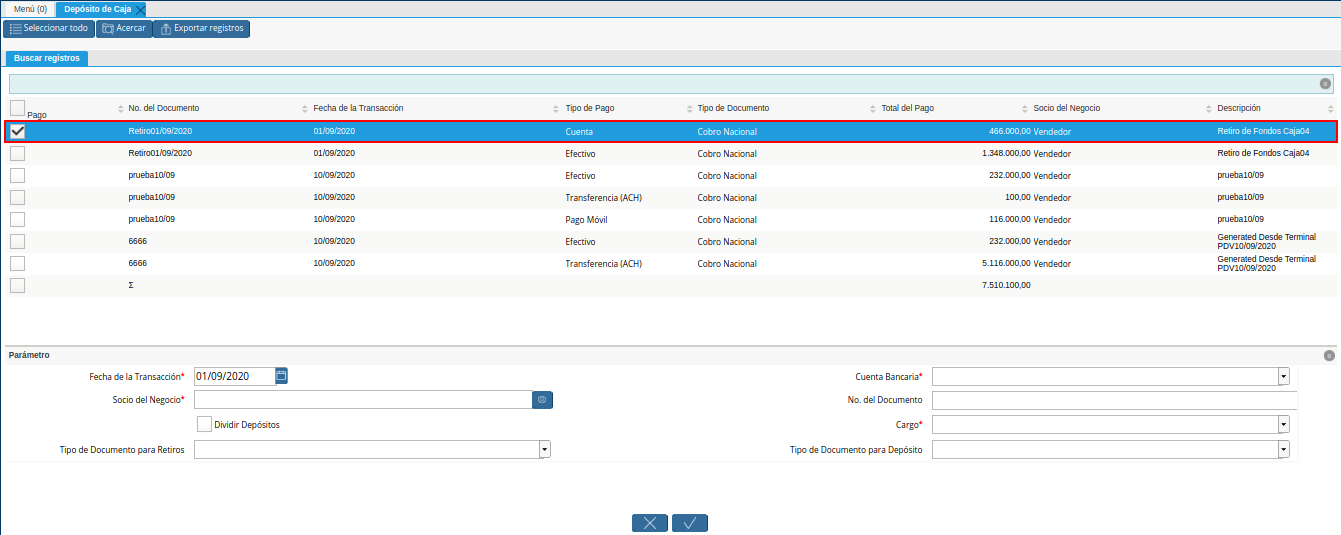 Menú (0) Depósito de Caja
Seleccionar todo Acercar Exportar registros
Buscar registros
Pago No. del Documento Fecha de la Transacción Tipo de Pago Tipo de Documento Total del Pago Socio del Negocio Descripción
Retiro01/09/2020 01/09/2020 Cuenta Cobro Nacional 466.000,00 Vendedor Retiro de Fondos Caja04
Retiro01/09/2020 01/09/2020 Efectivo Cobro Nacional 1.348.000,00 Vendedor Retiro de Fondos Caja04
prueba10/09 10/09/2020 Efectivo Cobro Nacional 232.000,00 Vendedor prueba10/09
prueba10/09 10/09/2020 Transferencia (ACH) Cobro Nacional 100,00 Vendedor prueba10/09
prueba10/09 10/09/2020 Pago Móvil Cobro Nacional 116.000,00 Vendedor prueba10/09
6666 10/09/2020 Efectivo Cobro Nacional 232.000,00 Vendedor Generated Desde Terminal
PDV10/09/2020
6666 10/09/2020 Transferencia (ACH) Cobro Nacional 5.116.000,00 Vendedor Generated Desde Terminal
PDV10/09/2020
Σ 7.510.100,00
Parámetro
Fecha de la Transacción* 01/09/2020 Cuenta Bancaria*
Socio del Negocio* No. del Documento
Dividir Depósitos Cargo*
Tipo de Documento para Retiros Tipo de Documento para Depósito